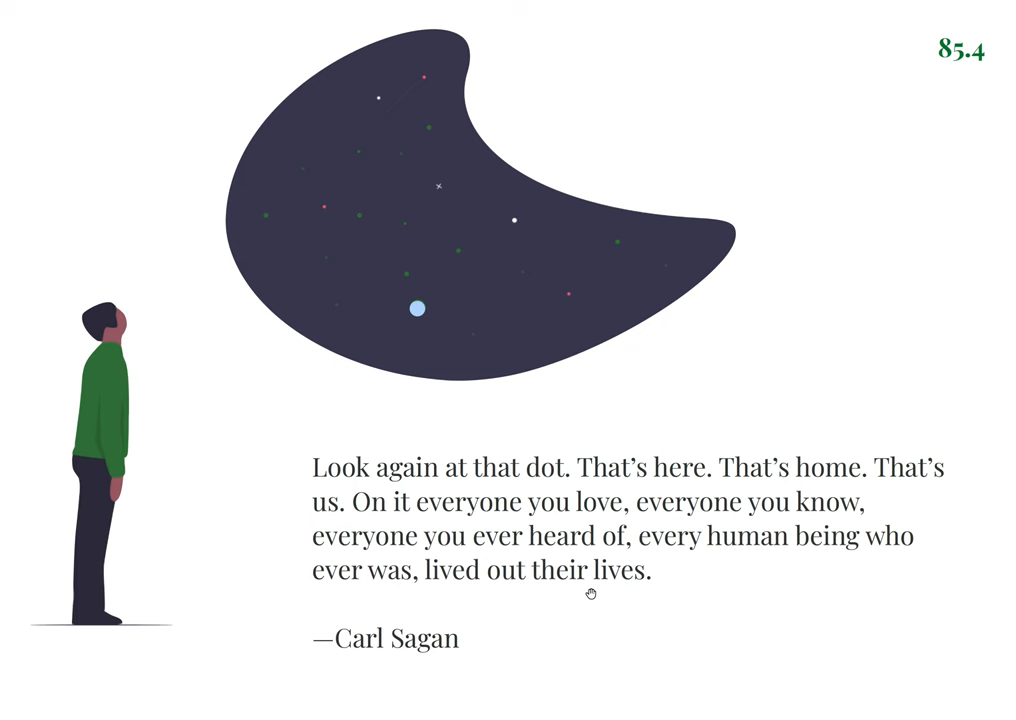 85.4
Look again at that dot. That’s here. That’s home. That’s
us. On it everyone you love, everyone you know,
everyone you ever heard of, every human being who
ever was, lived out their lives.
—Carl Sagan